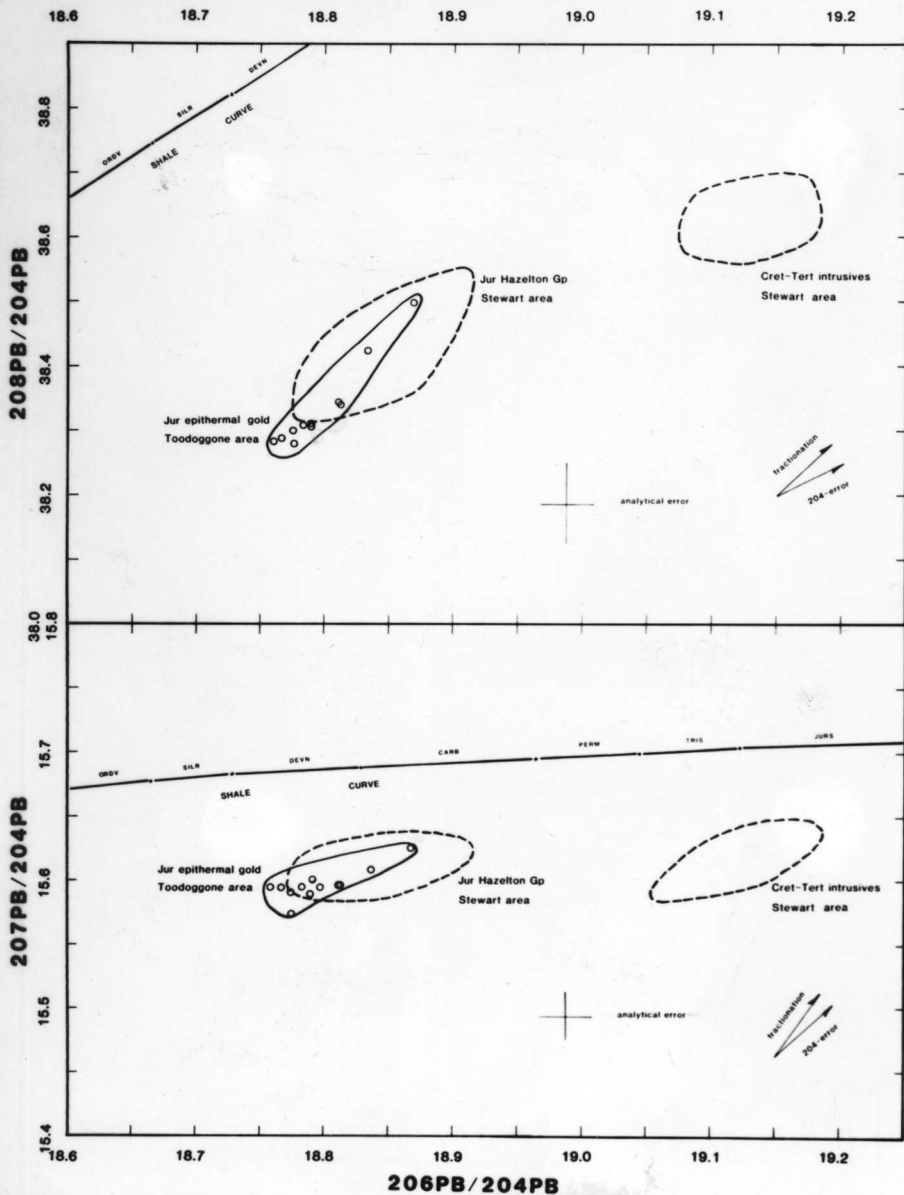 18.6 18.7 18.8 18.9 19.0 19.1 19.2
208PB/204PB
38.8
38.6
38.4
38.2
38.0
ORDV SILR DEVN
SHALE CURVE
Jur Hazelton Gp
Stewart area
Cret-Tert intrusives
Stewart area
Jur epithermal gold
Toodoggone area
analytical error
fractionation
204-error
207PB/204PB
15.8
15.7
15.6
15.5
15.4
ORDV SILR DEVN CARB PERM TRIS JURS
SHALE CURVE
Jur epithermal gold
Toodoggone area
Jur Hazelton Gp
Stewart area
Cret-Tert intrusives
Stewart area
analytical error
fractionation
204-error
18.6 18.7 18.8 18.9 19.0 19.1 19.2
206PB/204PB